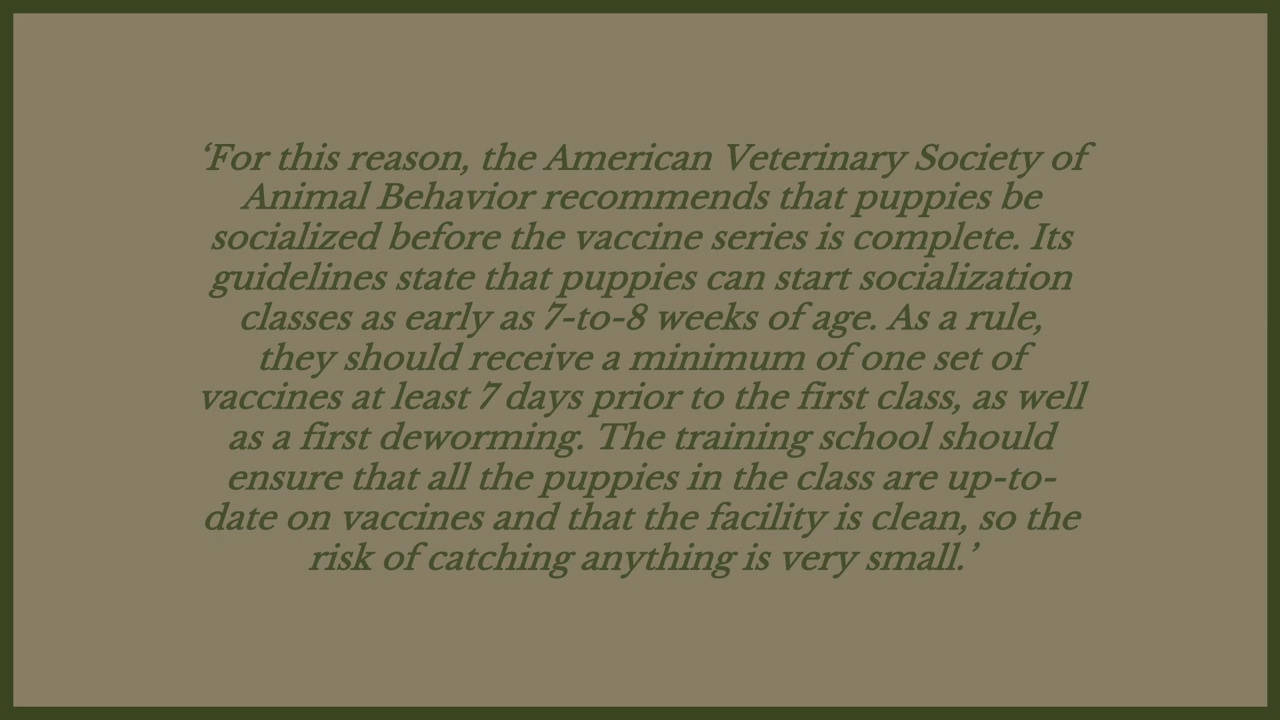 ‘For this reason, the American Veterinary Society of
Animal Behavior recommends that puppies be
socialized before the vaccine series is complete. Its
guidelines state that puppies can start socialization
classes as early as 7-to-8 weeks of age. As a rule,
they should receive a minimum of one set of
vaccines at least 7 days prior to the first class, as well
as a first deworming. The training school should
ensure that all the puppies in the class are up-to-
date on vaccines and that the facility is clean, so the
risk of catching anything is very small.’